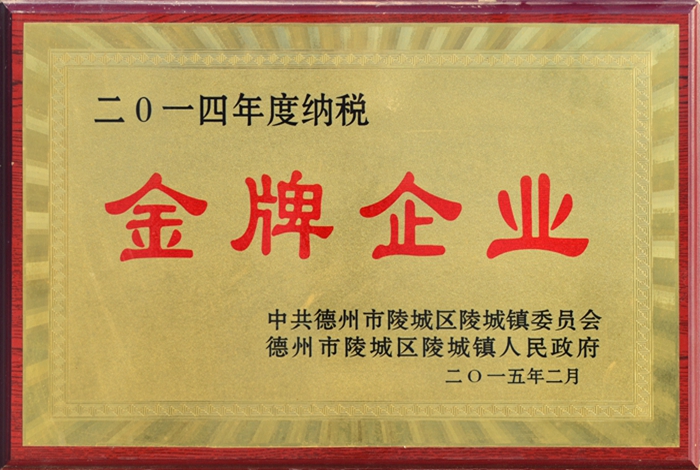 二0一四年度纳税
金牌企业
中共德州市陵城区陵城镇委员会
德州市陵城区陵城镇人民政府
二0一五年二月